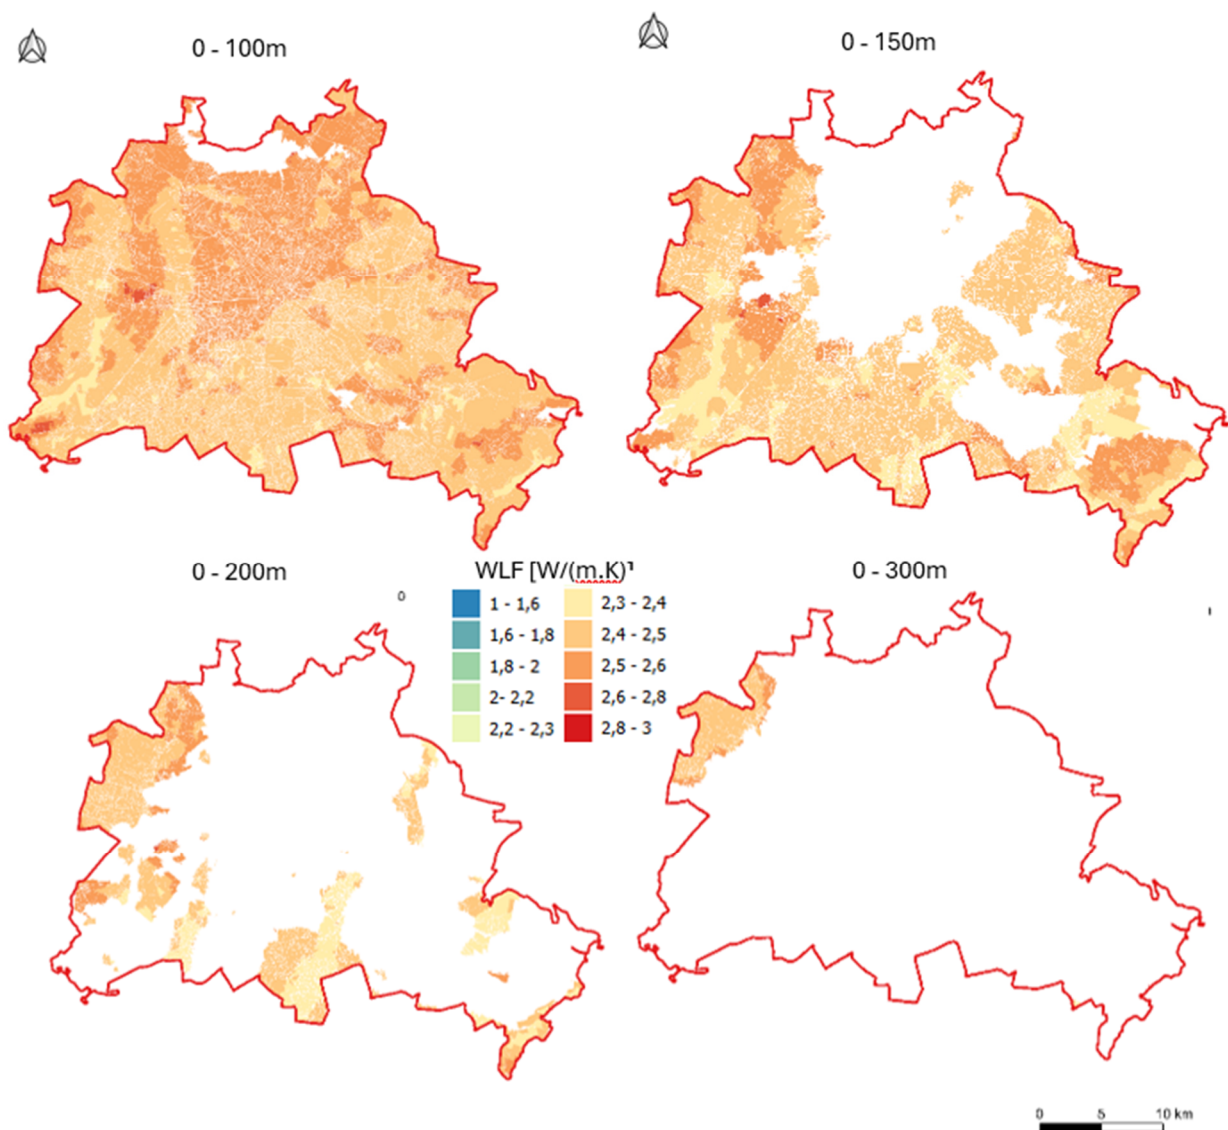 0 - 100m
0 - 150m
0 - 200m
WLF [W/(m.K)¹
0 - 300m
0
1 - 1,6
2,3 - 2,4
1,6 - 1,8
2,4 - 2,5
1,8 - 2
2,5 - 2,6
2- 2,2
2,6 - 2,8
2,2 - 2,3
2,8 - 3
0 5 10 km